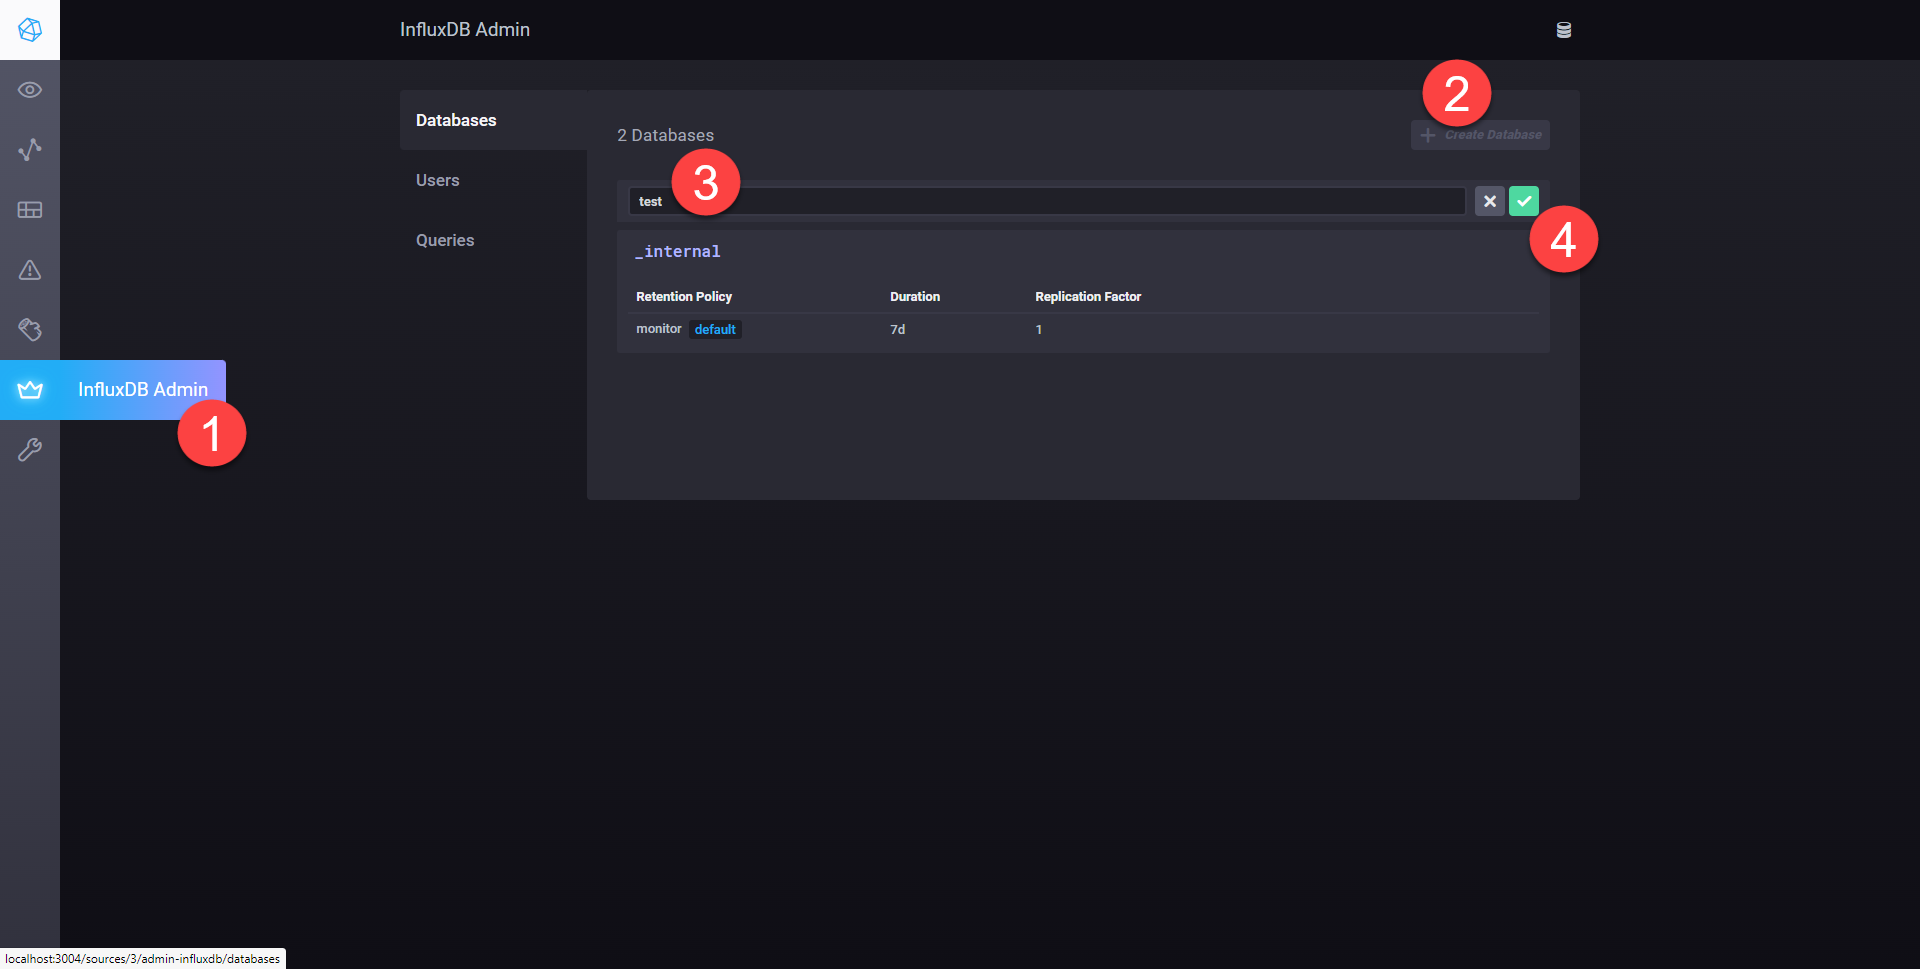 InfluxDB Admin
2
Databases
2 Databases
Create Database
3
Users
test
4
Queries
_internal
Retention Policy Duration Replication Factor
monitor default 7d 1
InfluxDB Admin
1
localhost:3004/sources/3/admin-influxdb/databases